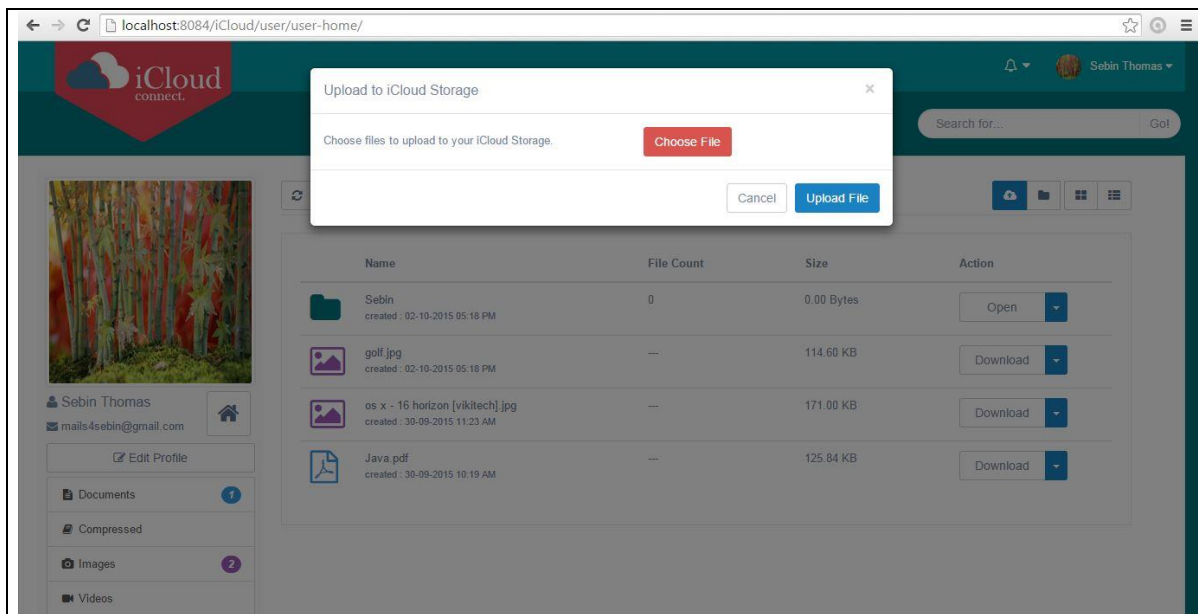 localhost:8084/iCloud/user/user-home/
iCloud
connect.
Sebin Thomas
Search for...
Go!
Upload to iCloud Storage
×
Choose files to upload to your iCloud Storage.
Choose File
Cancel
Upload File
Name File Count Size Action
Sebin 0 0.00 Bytes Open
created : 02-10-2015 05:18 PM
golf.jpg --- 114.60 KB Download
created : 02-10-2015 05:18 PM
os x - 16 horizon [vikitech].jpg --- 171.00 KB Download
created : 30-09-2015 11:23 AM
Java.pdf --- 125.84 KB Download
created : 30-09-2015 10:19 AM
Sebin Thomas
mails4sebin@gmail.com
Edit Profile
Documents 1
Compressed
Images 2
Videos